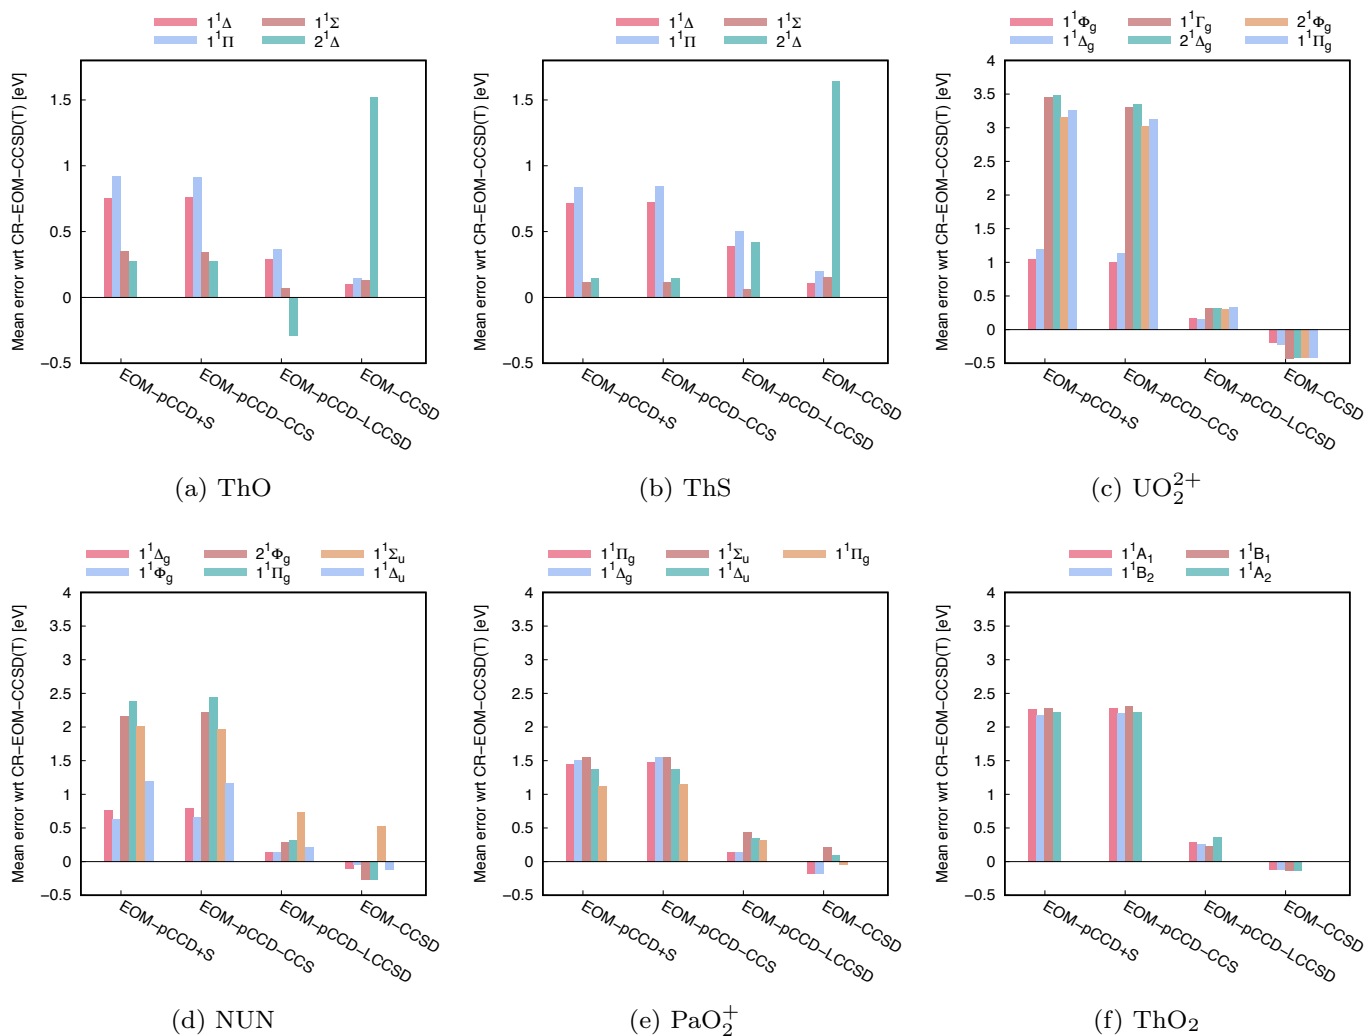 1¹Δ 1¹Σ
1¹Π 2¹Δ
Mean error wrt CR−EOM−CCSD(T) [eV]
1.5
1
0.5
0
−0.5
EOM−pCCD+S
EOM−pCCD−CCS
EOM−pCCD−LCCSD
EOM−CCSD
(a) ThO
1¹Δ 1¹Σ
1¹Π 2¹Δ
Mean error wrt CR−EOM−CCSD(T) [eV]
1.5
1
0.5
0
−0.5
EOM−pCCD+S
EOM−pCCD−CCS
EOM−pCCD−LCCSD
EOM−CCSD
(b) ThS
1¹Φg 1¹Γg 2¹Φg
1¹Δg 2¹Δg 1¹Πg
Mean error wrt CR−EOM−CCSD(T) [eV]
4
3.5
3
2.5
2
1.5
1
0.5
0
−0.5
EOM−pCCD+S
EOM−pCCD−CCS
EOM−pCCD−LCCSD
EOM−CCSD
(c) UO₂²⁺
1¹Δg 2¹Φg 1¹Σu
1¹Φg 1¹Πg 1¹Δu
Mean error wrt CR−EOM−CCSD(T) [eV]
4
3.5
3
2.5
2
1.5
1
0.5
0
−0.5
EOM−pCCD+S
EOM−pCCD−CCS
EOM−pCCD−LCCSD
EOM−CCSD
(d) NUN
1¹Πg 1¹Σu 1¹Πg
1¹Δg 1¹Δu
Mean error wrt CR−EOM−CCSD(T) [eV]
4
3.5
3
2.5
2
1.5
1
0.5
0
−0.5
EOM−pCCD+S
EOM−pCCD−CCS
EOM−pCCD−LCCSD
EOM−CCSD
(e) PaO₂⁺
1¹A₁ 1¹B₁
1¹B₂ 1¹A₂
Mean error wrt CR−EOM−CCSD(T) [eV]
4
3.5
3
2.5
2
1.5
1
0.5
0
−0.5
EOM−pCCD+S
EOM−pCCD−CCS
EOM−pCCD−LCCSD
EOM−CCSD
(f) ThO₂